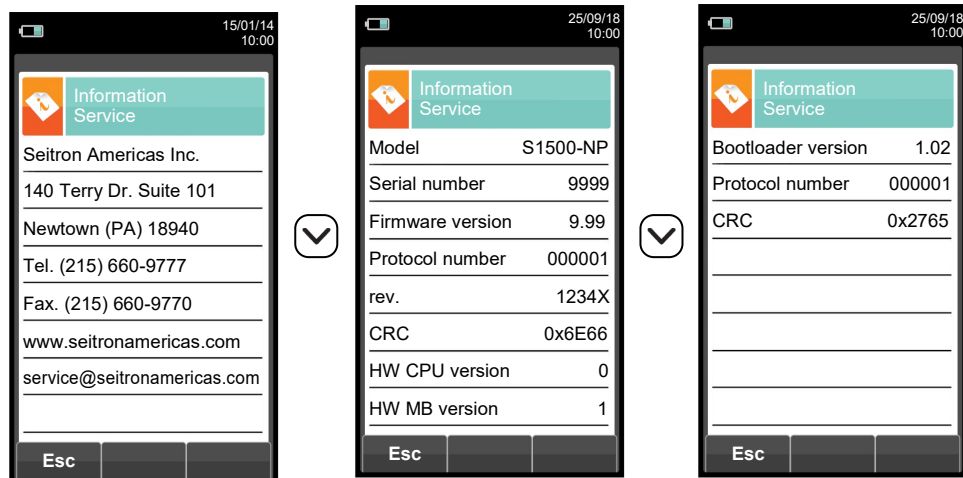 15/01/14
10:00
Information
Service
Seitron Americas Inc.
140 Terry Dr. Suite 101
Newtown (PA) 18940
Tel. (215) 660-9777
Fax. (215) 660-9770
www.seitronamericas.com
service@seitronamericas.com
Esc
25/09/18
10:00
Information
Service
Model S1500-NP
Serial number 9999
Firmware version 9.99
Protocol number 000001
rev. 1234X
CRC 0x6E66
HW CPU version 0
HW MB version 1
Esc
25/09/18
10:00
Information
Service
Bootloader version 1.02
Protocol number 000001
CRC 0x2765
Esc